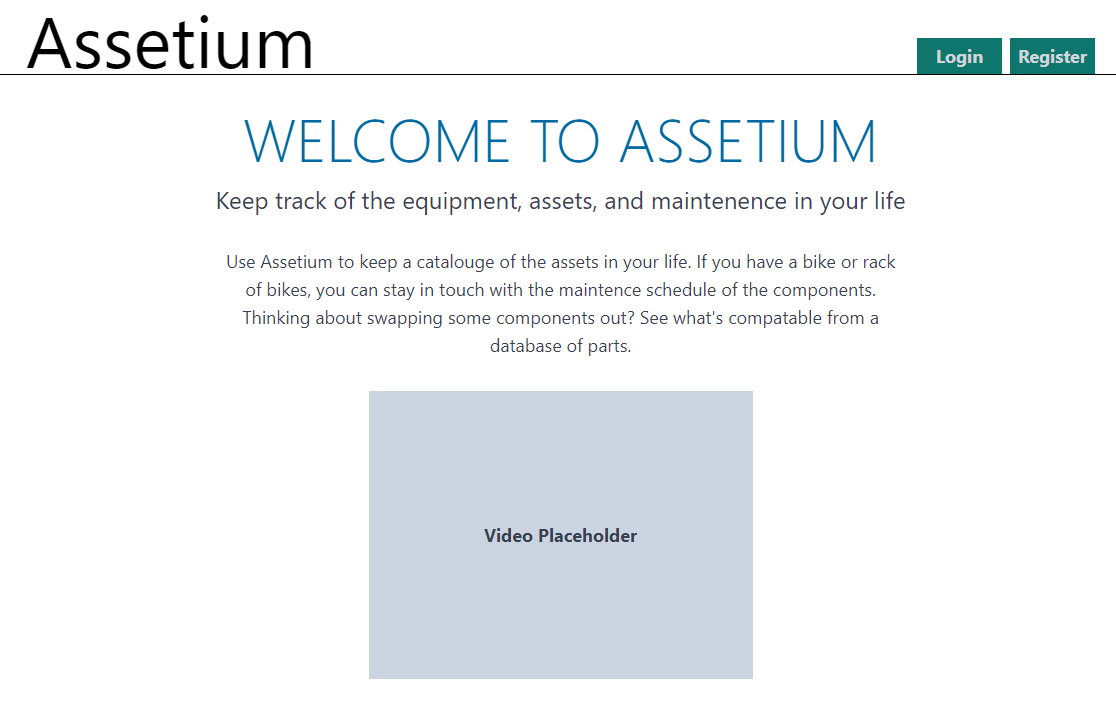 Assetium
Login
Register
WELCOME TO ASSETIUM
Keep track of the equipment, assets, and maintenence in your life
Use Assetium to keep a catalouge of the assets in your life. If you have a bike or rack
of bikes, you can stay in touch with the maintence schedule of the components.
Thinking about swapping some components out? See what's compatable from a
database of parts.
Video Placeholder